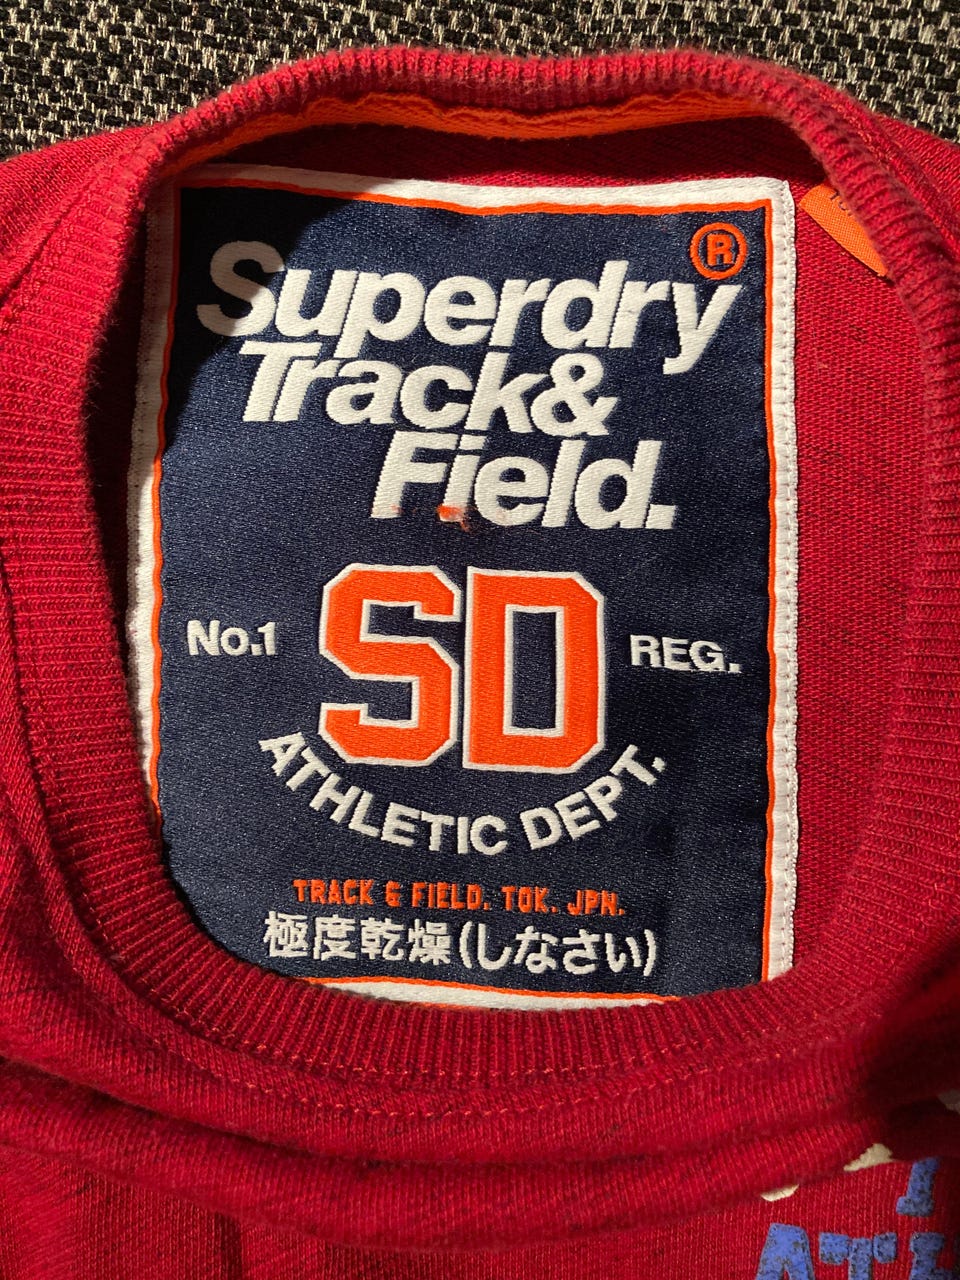 ®
Superdry
Track&
Field.
No.1
SD
REG.
ATHLETIC DEPT.
TRACK & FIELD. TOK. JPN.
極度乾燥(しなさい)